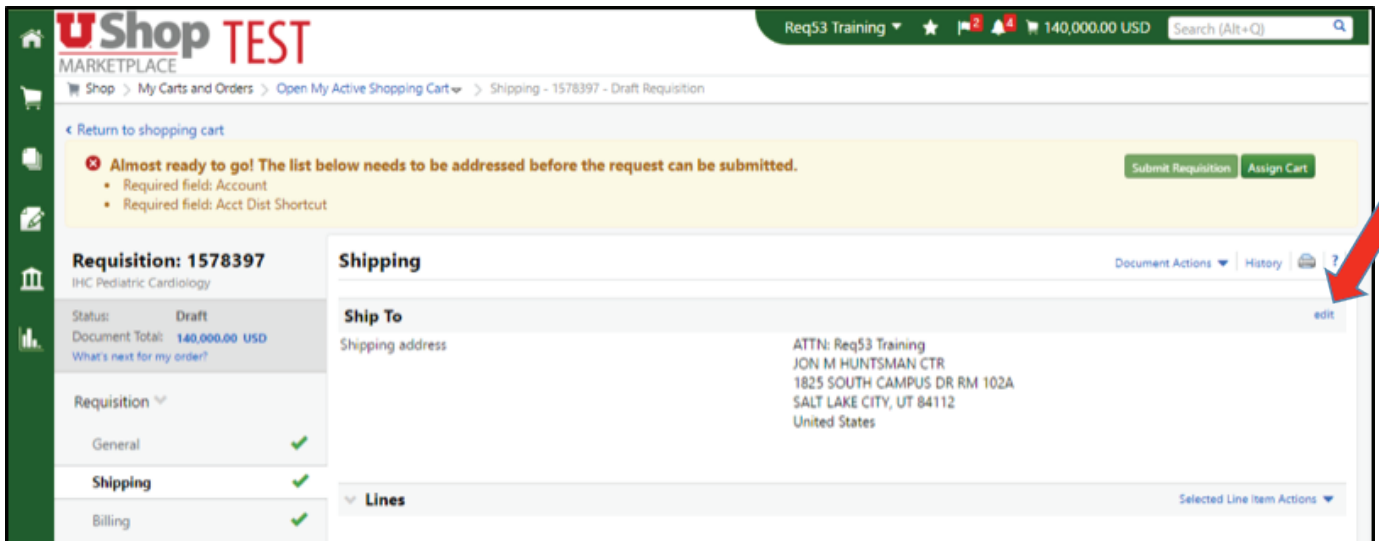 UShop TEST
MARKETPLACE
Req53 Training 2 4 140,000.00 USD Search (Alt+Q)
Shop > My Carts and Orders > Open My Active Shopping Cart > Shipping - 1578397 - Draft Requisition
< Return to shopping cart
Almost ready to go! The list below needs to be addressed before the request can be submitted.
• Required field: Account
• Required field: Acct Dist Shortcut
Submit Requisition Assign Cart
Requisition: 1578397
IHC Pediatric Cardiology
Status: Draft
Document Total: 140,000.00 USD
What's next for my order?
Requisition
General
Shipping
Billing
Shipping
Document Actions History ?
Ship To edit
Shipping address
ATTN: Req53 Training
JON M HUNTSMAN CTR
1825 SOUTH CAMPUS DR RM 102A
SALT LAKE CITY, UT 84112
United States
Lines Selected Line Item Actions